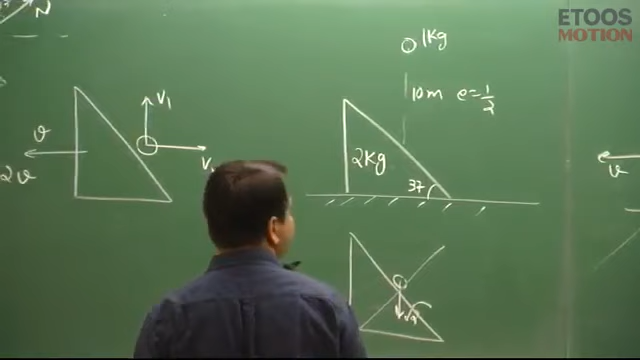 ETOOS
MOTION
N
1Kg
10m e=1/2
V1
v
2v
2Kg
37
v